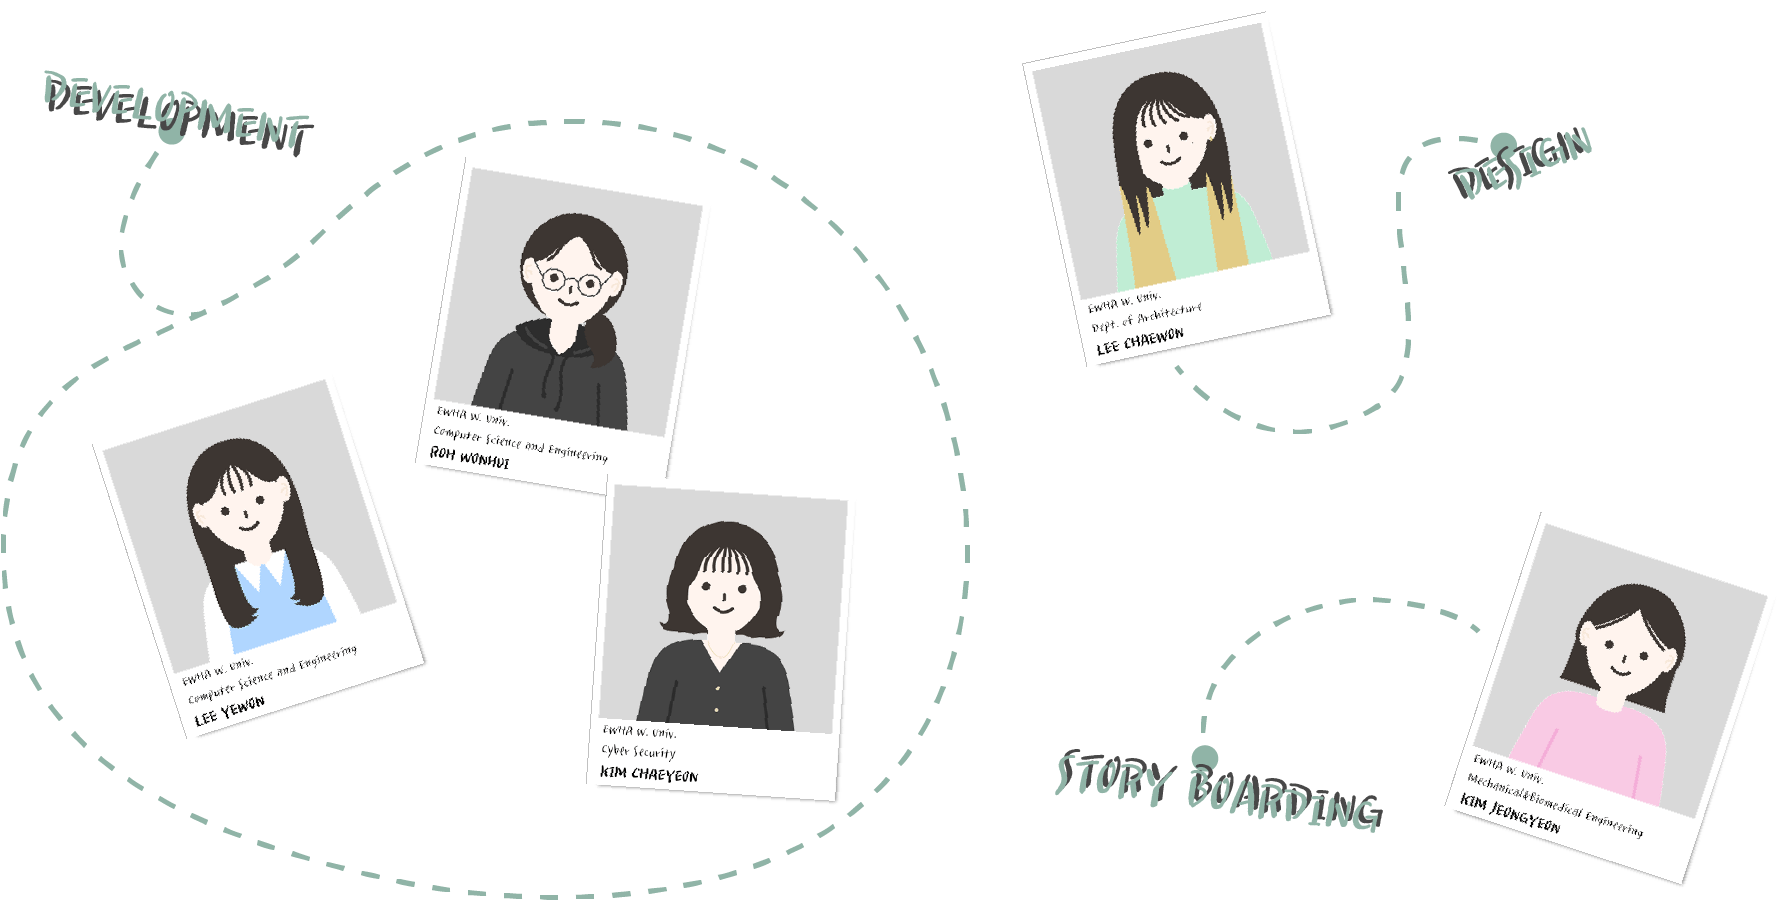 DEVELOPMENT
EWHA W. Univ.
Computer Science and Engineering
ROH WONHUI
EWHA W. Univ.
Computer Science and Engineering
LEE YEWON
EWHA W. Univ.
Cyber Security
KIM CHAEYEON
DESIGIN
EWHA W. Univ.
Dept. of Architecture
LEE CHAEWON
STORY BOARDING
EWHA W. Univ.
Mechanical&Biomedical Engineering
KIM JEONGYEON